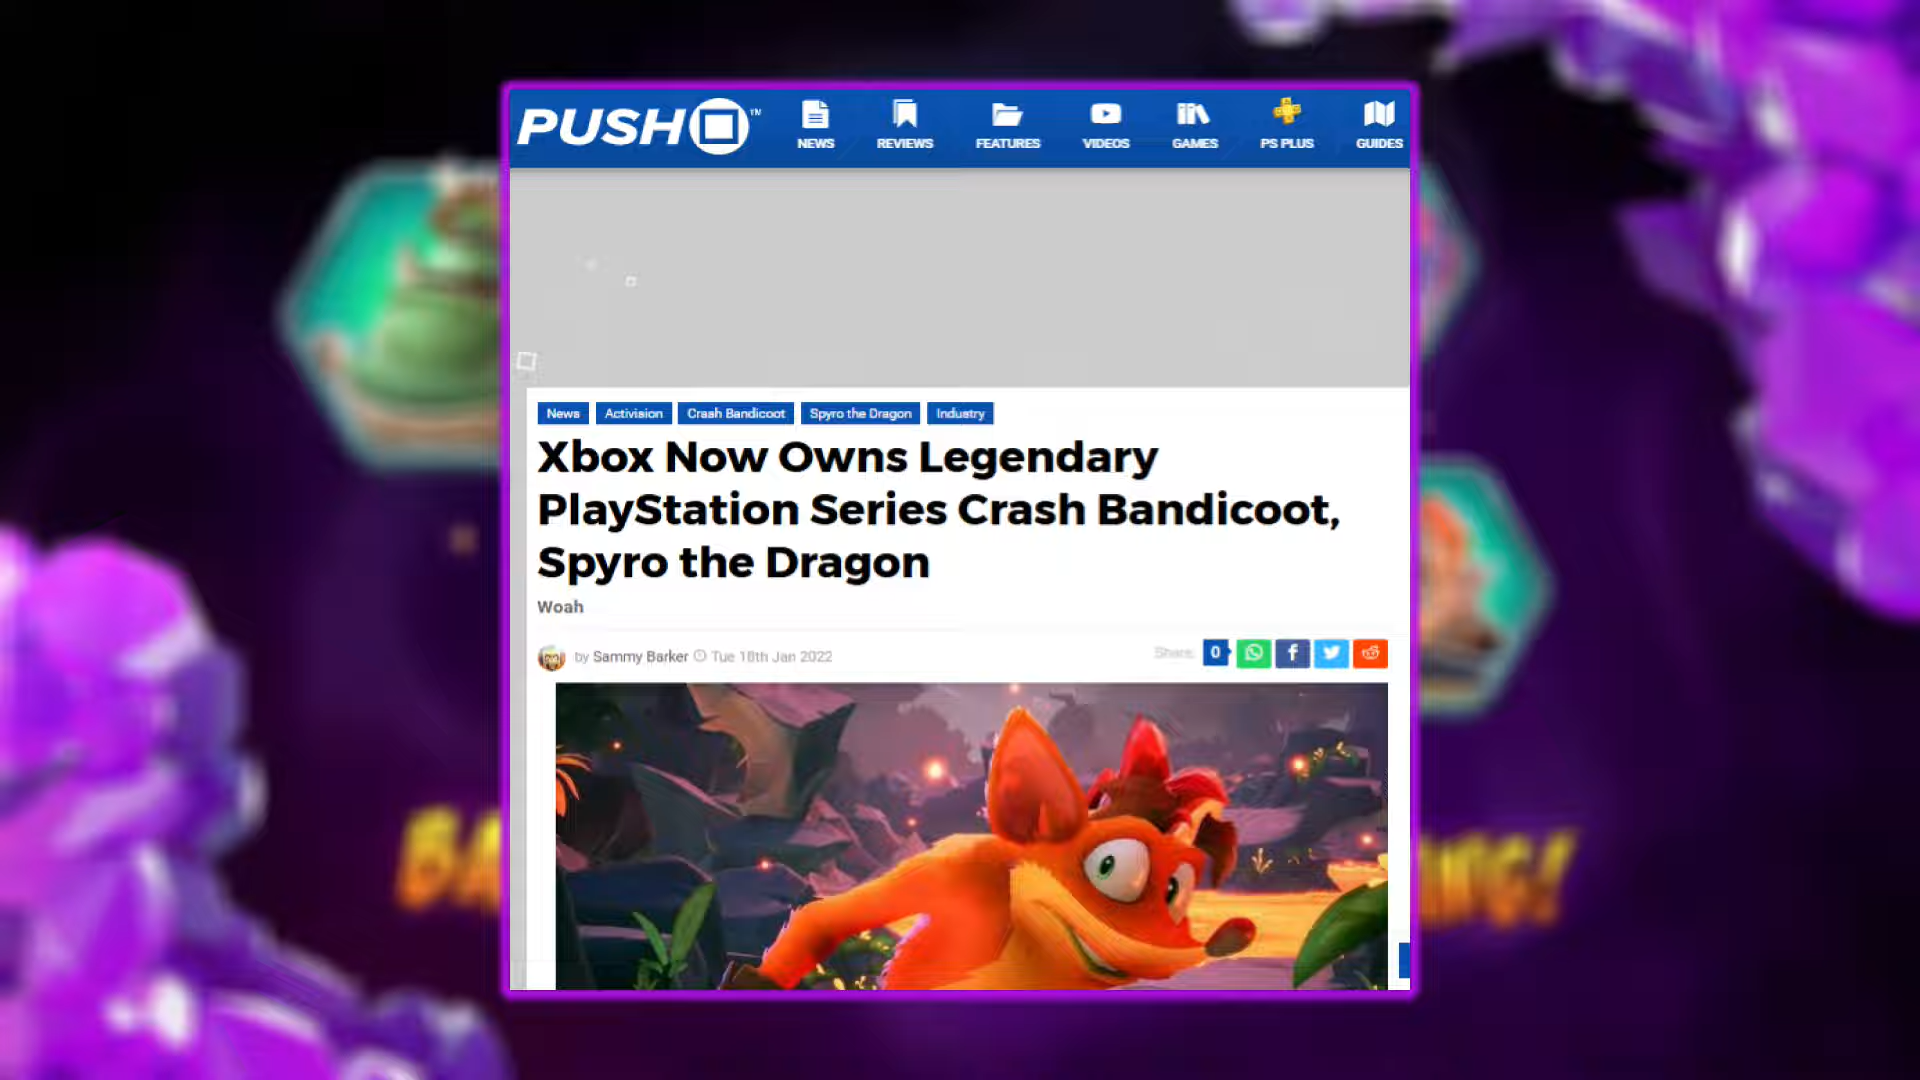 PUSH ™
NEWS REVIEWS FEATURES VIDEOS GAMES PS PLUS GUIDES
News Activision Crash Bandicoot Spyro the Dragon Industry
Xbox Now Owns Legendary
PlayStation Series Crash Bandicoot,
Spyro the Dragon
Woah
by Sammy Barker Tue 18th Jan 2022
Share: 0